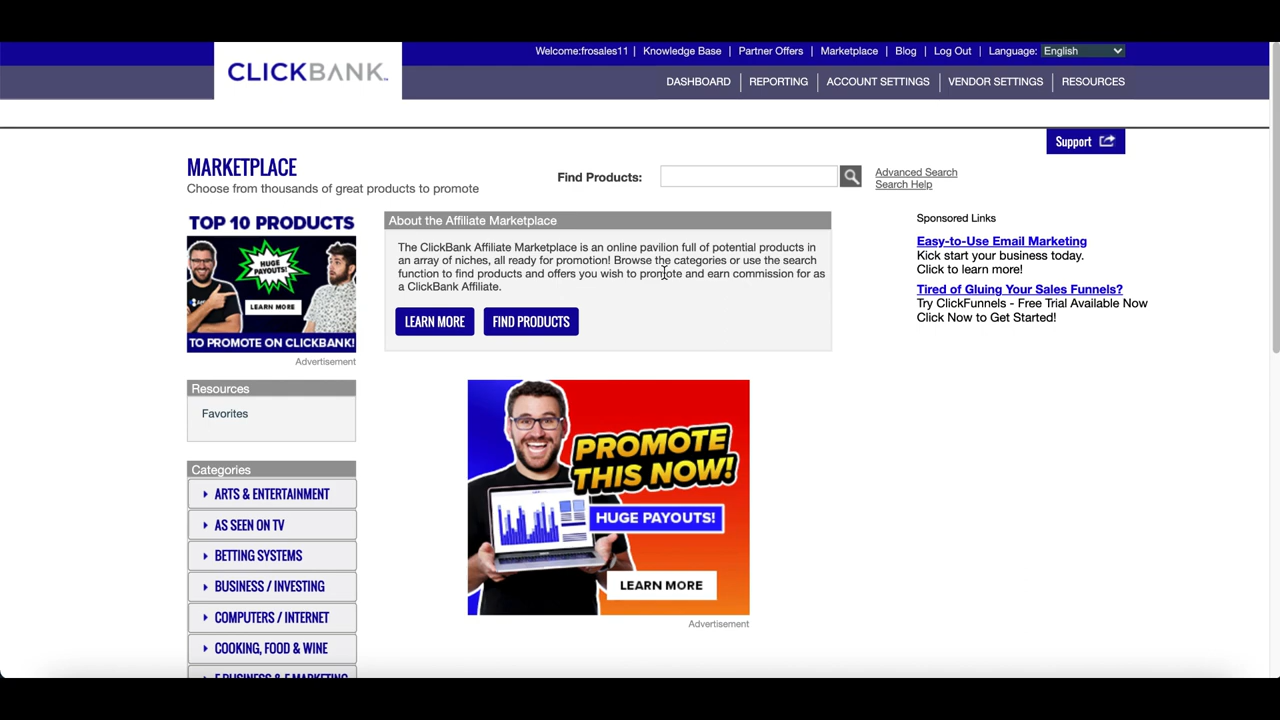 Welcome:frosales11 | Knowledge Base | Partner Offers | Marketplace | Blog | Log Out | Language: English
CLICKBANK
DASHBOARD | REPORTING | ACCOUNT SETTINGS | VENDOR SETTINGS | RESOURCES
Support
MARKETPLACE
Choose from thousands of great products to promote
Find Products:
Advanced Search
Search Help
TOP 10 PRODUCTS
HUGE
PAYOUTS!
LEARN MORE
TO PROMOTE ON CLICKBANK!
Advertisement
About the Affiliate Marketplace
The ClickBank Affiliate Marketplace is an online pavilion full of potential products in
an array of niches, all ready for promotion! Browse the categories or use the search
function to find products and offers you wish to promote and earn commission for as
a ClickBank Affiliate.
LEARN MORE
FIND PRODUCTS
Sponsored Links
Easy-to-Use Email Marketing
Kick start your business today.
Click to learn more!
Tired of Gluing Your Sales Funnels?
Try ClickFunnels - Free Trial Available Now
Click Now to Get Started!
Resources
Favorites
Categories
ARTS & ENTERTAINMENT
AS SEEN ON TV
BETTING SYSTEMS
BUSINESS / INVESTING
COMPUTERS / INTERNET
COOKING, FOOD & WINE
E-BUSINESS & E-MARKETING
PROMOTE
THIS NOW!
HUGE PAYOUTS!
LEARN MORE
Advertisement